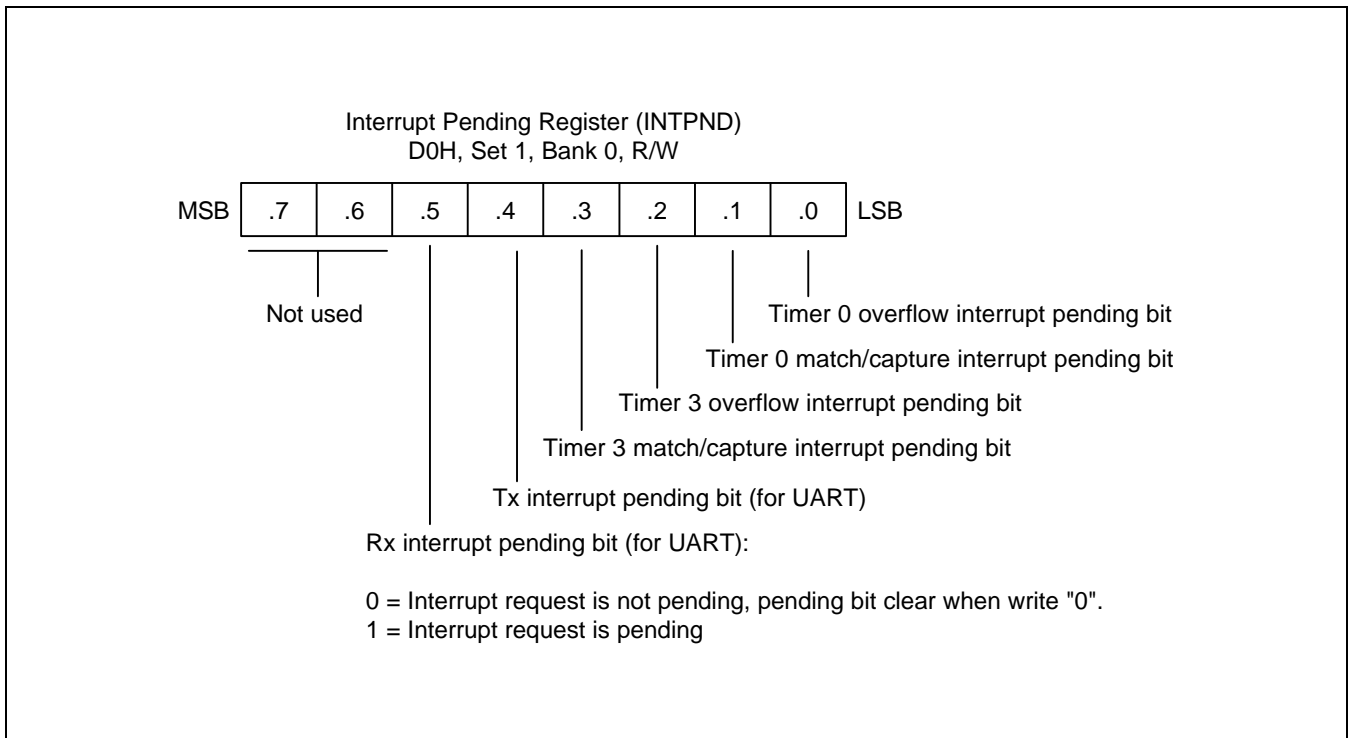 Interrupt Pending Register (INTPND)
D0H, Set 1, Bank 0, R/W
MSB .7 .6 .5 .4 .3 .2 .1 .0 LSB
Not used
Timer 0 overflow interrupt pending bit
Timer 0 match/capture interrupt pending bit
Timer 3 overflow interrupt pending bit
Timer 3 match/capture interrupt pending bit
Tx interrupt pending bit (for UART)
Rx interrupt pending bit (for UART):
0 = Interrupt request is not pending, pending bit clear when write "0".
1 = Interrupt request is pending